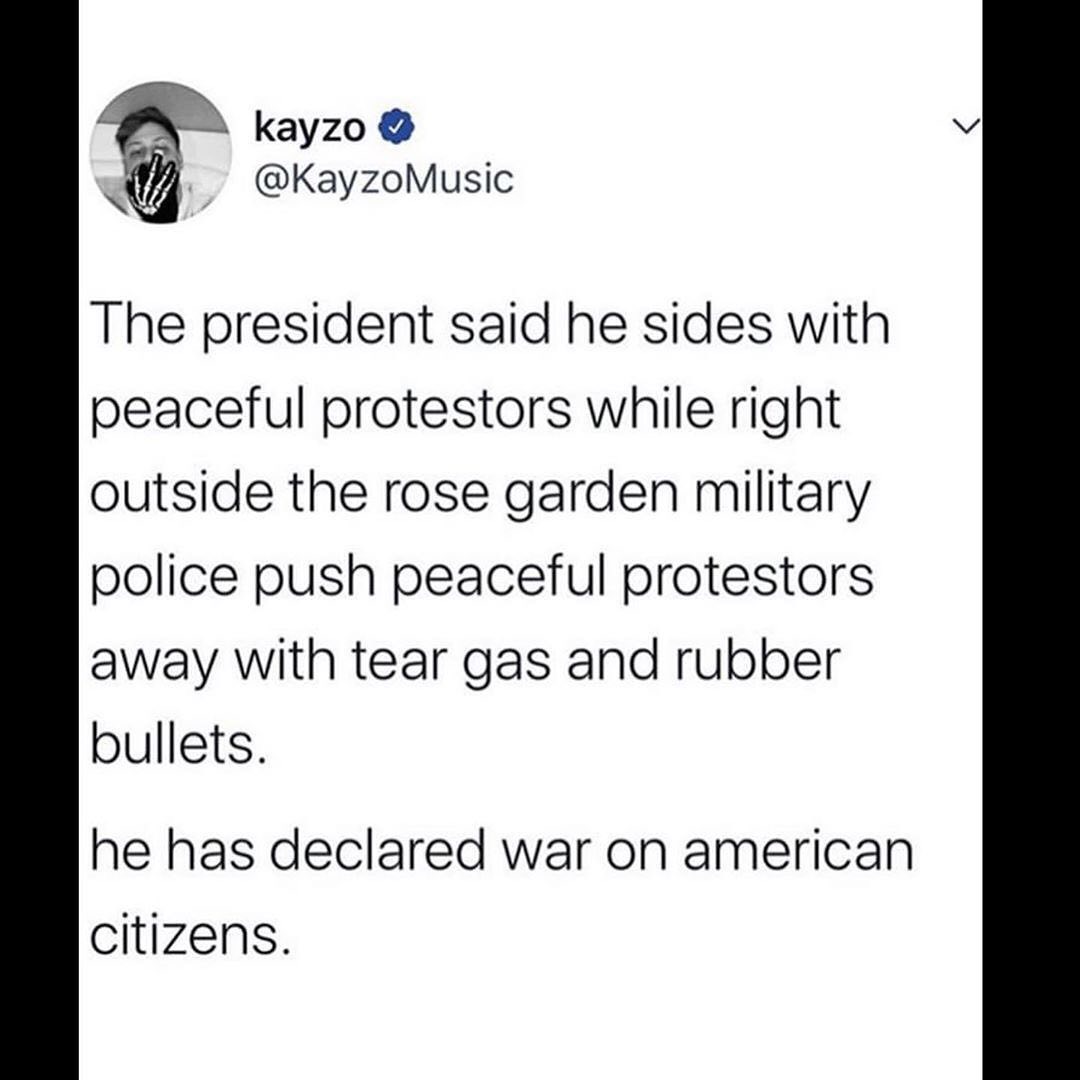 kayzo
@KayzoMusic
The president said he sides with
peaceful protestors while right
outside the rose garden military
police push peaceful protestors
away with tear gas and rubber
bullets.
he has declared war on american
citizens.